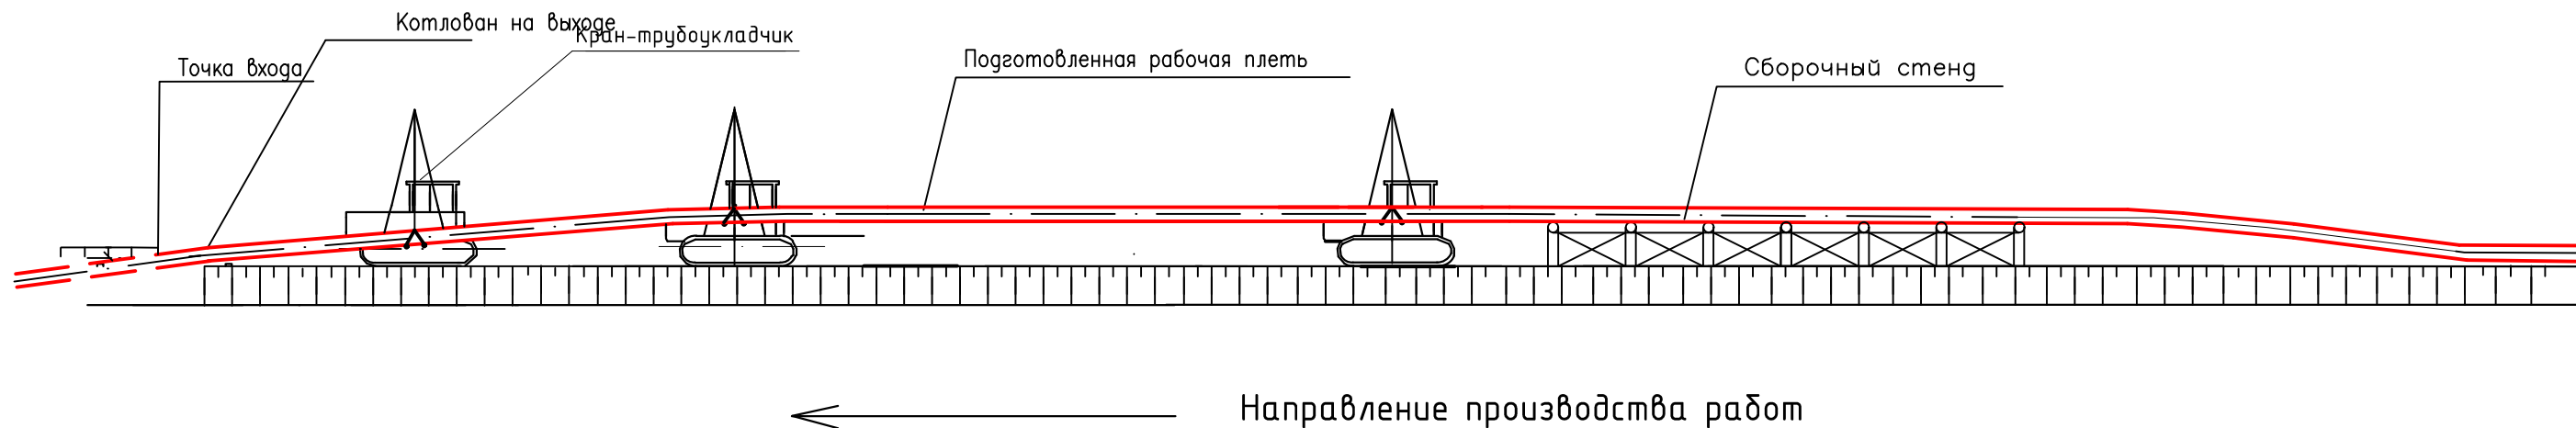 Котлован на выходе
Кран-трубоукладчик
Точка входа
Подготовленная рабочая плеть
Сборочный стенд
Направление производства работ